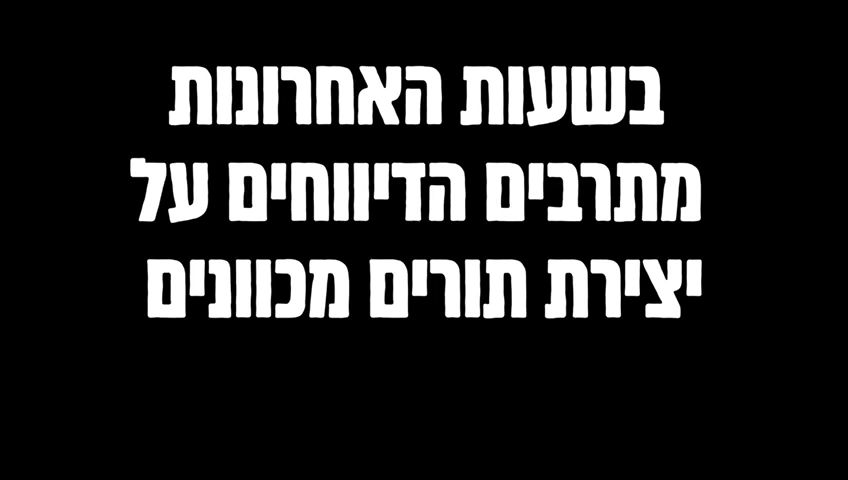 בשעות האחרונות
מתרבים הדיווחים על
יצירת תורים מכוונים